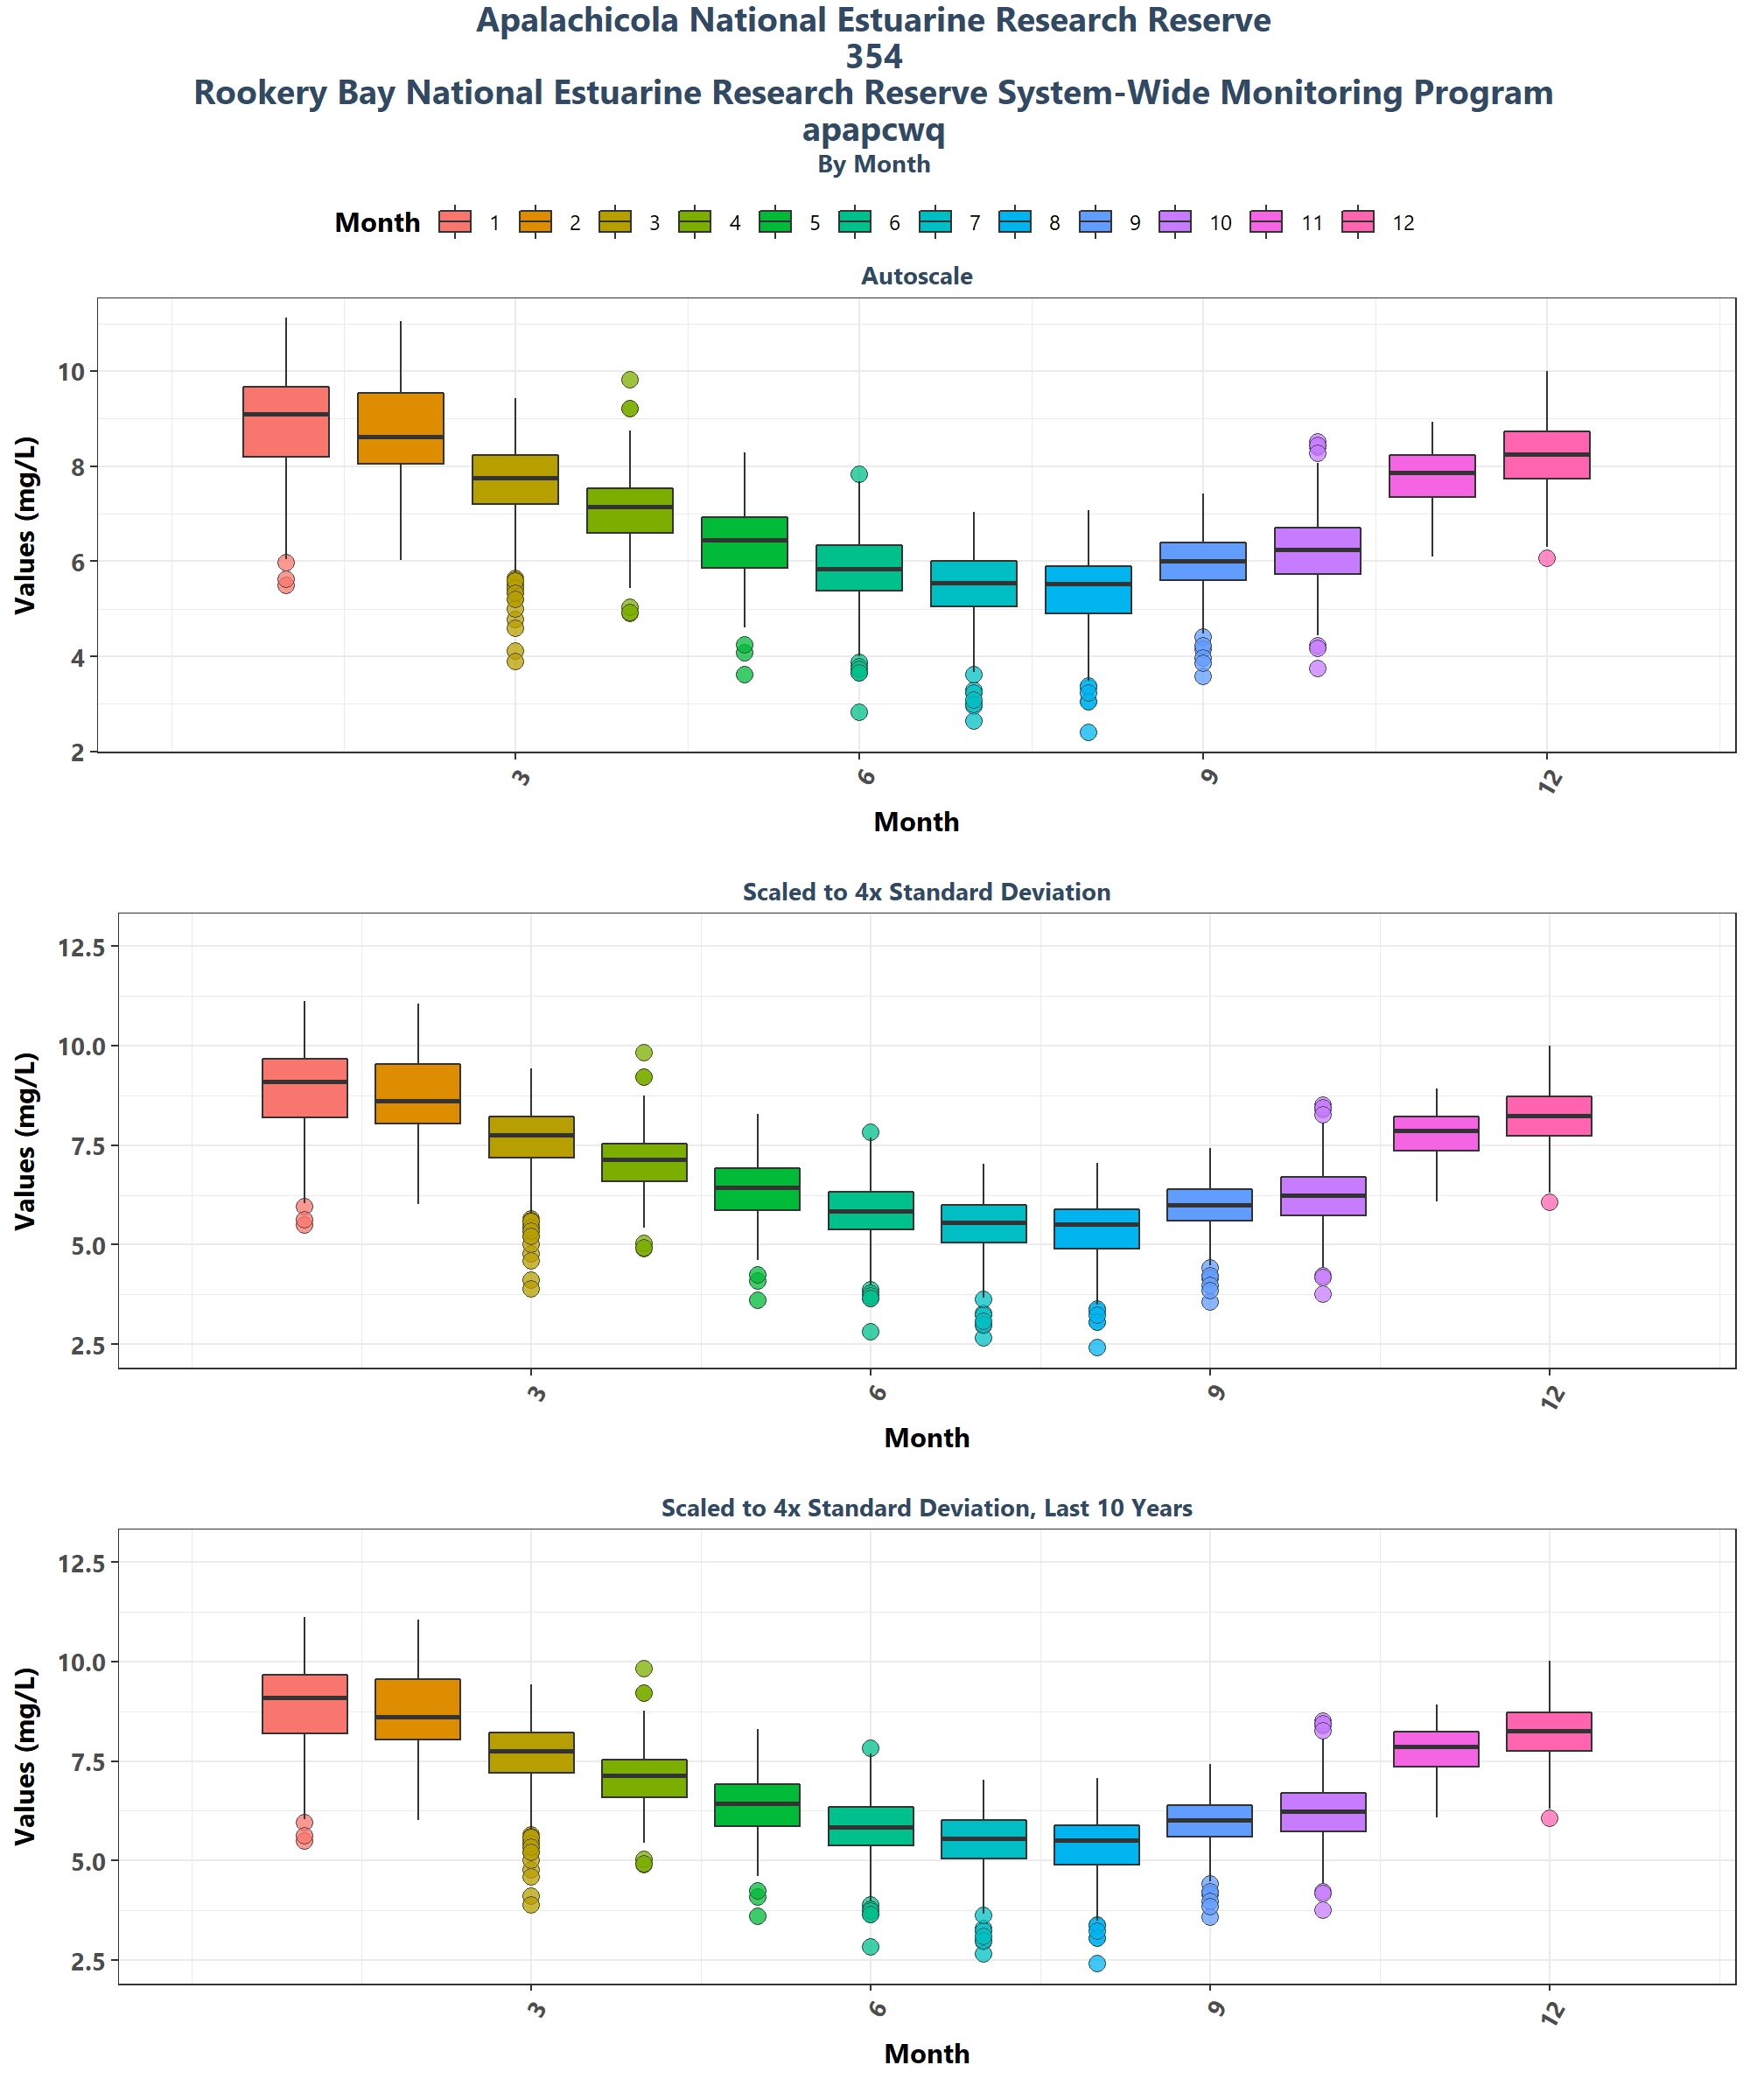 Apalachicola National Estuarine Research Reserve
354
Rookery Bay National Estuarine Research Reserve System-Wide Monitoring Program
apapcwq
By Month
Month 1 2 3 4 5 6 7 8 9 10 11 12
Autoscale
Values (mg/L)
10
8
6
4
2
3 6 9 12
Month
Scaled to 4x Standard Deviation
Values (mg/L)
12.5
10.0
7.5
5.0
2.5
3 6 9 12
Month
Scaled to 4x Standard Deviation, Last 10 Years
Values (mg/L)
12.5
10.0
7.5
5.0
2.5
3 6 9 12
Month